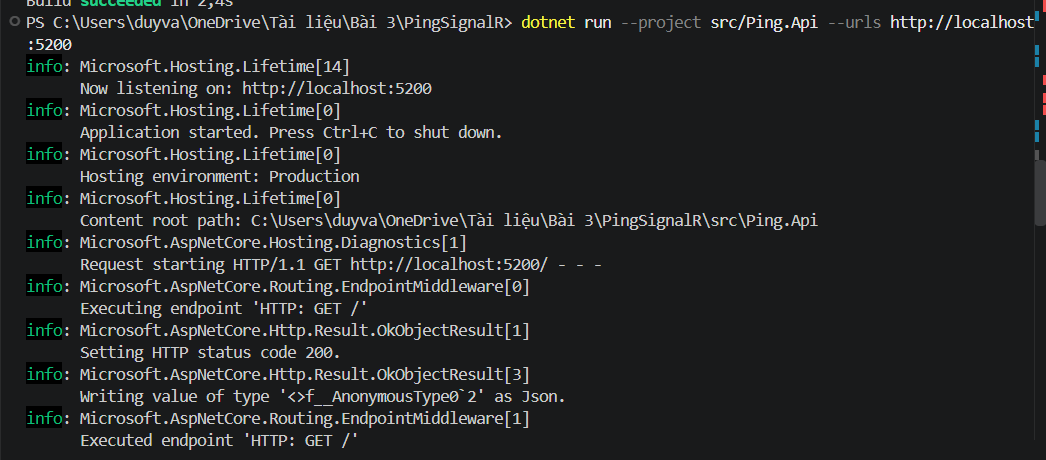 Build succeeded in 2,4s
PS C:\Users\duyva\OneDrive\Tài liệu\Bài 3\PingSignalR> dotnet run --project src/Ping.Api --urls http://localhost
:5200
info: Microsoft.Hosting.Lifetime[14]
Now listening on: http://localhost:5200
info: Microsoft.Hosting.Lifetime[0]
Application started. Press Ctrl+C to shut down.
info: Microsoft.Hosting.Lifetime[0]
Hosting environment: Production
info: Microsoft.Hosting.Lifetime[0]
Content root path: C:\Users\duyva\OneDrive\Tài liệu\Bài 3\PingSignalR\src\Ping.Api
info: Microsoft.AspNetCore.Hosting.Diagnostics[1]
Request starting HTTP/1.1 GET http://localhost:5200/ - - -
info: Microsoft.AspNetCore.Routing.EndpointMiddleware[0]
Executing endpoint 'HTTP: GET /'
info: Microsoft.AspNetCore.Http.Result.OkObjectResult[1]
Setting HTTP status code 200.
info: Microsoft.AspNetCore.Http.Result.OkObjectResult[3]
Writing value of type '<>f__AnonymousType0`2' as Json.
info: Microsoft.AspNetCore.Routing.EndpointMiddleware[1]
Executed endpoint 'HTTP: GET /'